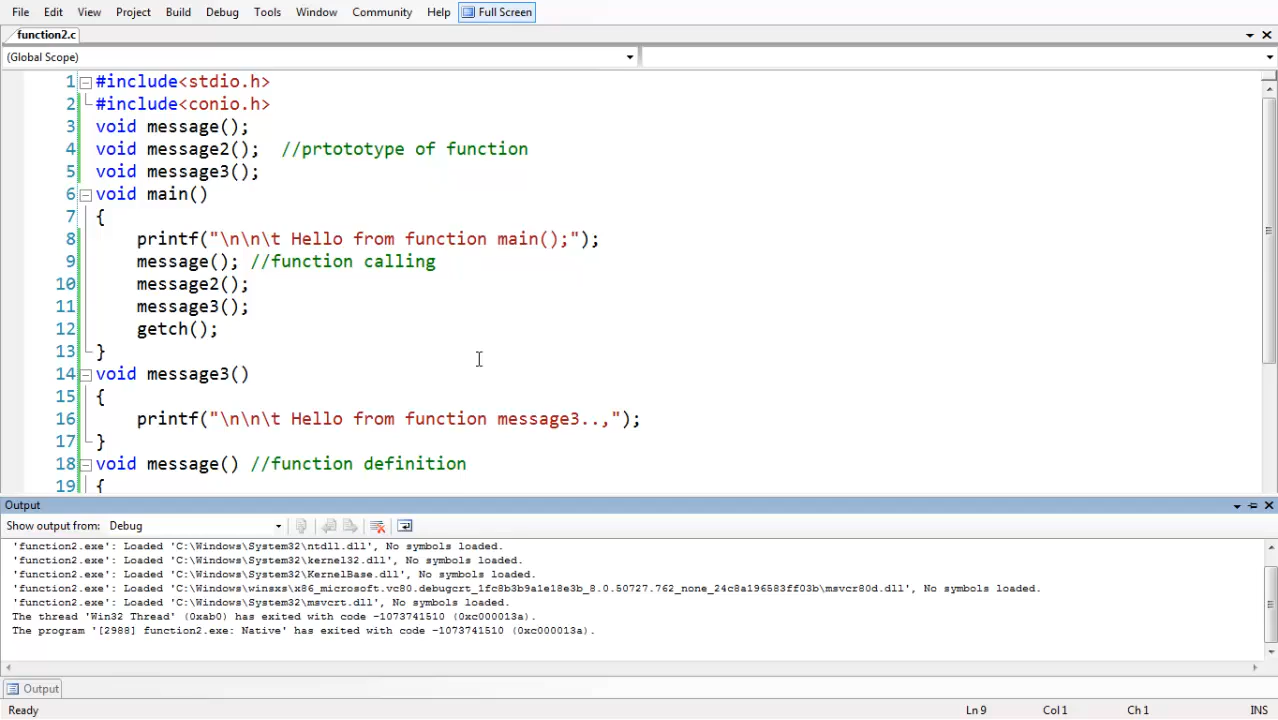 File Edit View Project Build Debug Tools Window Community Help Full Screen
function2.c
(Global Scope)
1 #include<stdio.h>
2 #include<conio.h>
3 void message();
4 void message2(); //prtototype of function
5 void message3();
6 void main()
7 {
8 printf("\n\n\t Hello from function main();");
9 message(); //function calling
10 message2();
11 message3();
12 getch();
13 }
14 void message3()
15 {
16 printf("\n\n\t Hello from function message3..,");
17 }
18 void message() //function definition
19 {
Output
Show output from: Debug
'function2.exe': Loaded 'C:\Windows\System32\ntdll.dll', No symbols loaded.
'function2.exe': Loaded 'C:\Windows\System32\kernel32.dll', No symbols loaded.
'function2.exe': Loaded 'C:\Windows\System32\KernelBase.dll', No symbols loaded.
'function2.exe': Loaded 'C:\Windows\winsxs\x86_microsoft.vc80.debugcrt_1fc8b3b9a1e18e3b_8.0.50727.762_none_24c8a196583ff03b\msvcr80d.dll', No symbols loaded.
'function2.exe': Loaded 'C:\Windows\System32\msvcrt.dll', No symbols loaded.
The thread 'Win32 Thread' (0xab0) has exited with code -1073741510 (0xc000013a).
The program '[2988] function2.exe: Native' has exited with code -1073741510 (0xc000013a).
Output
Ready Ln 9 Col 1 Ch 1 INS